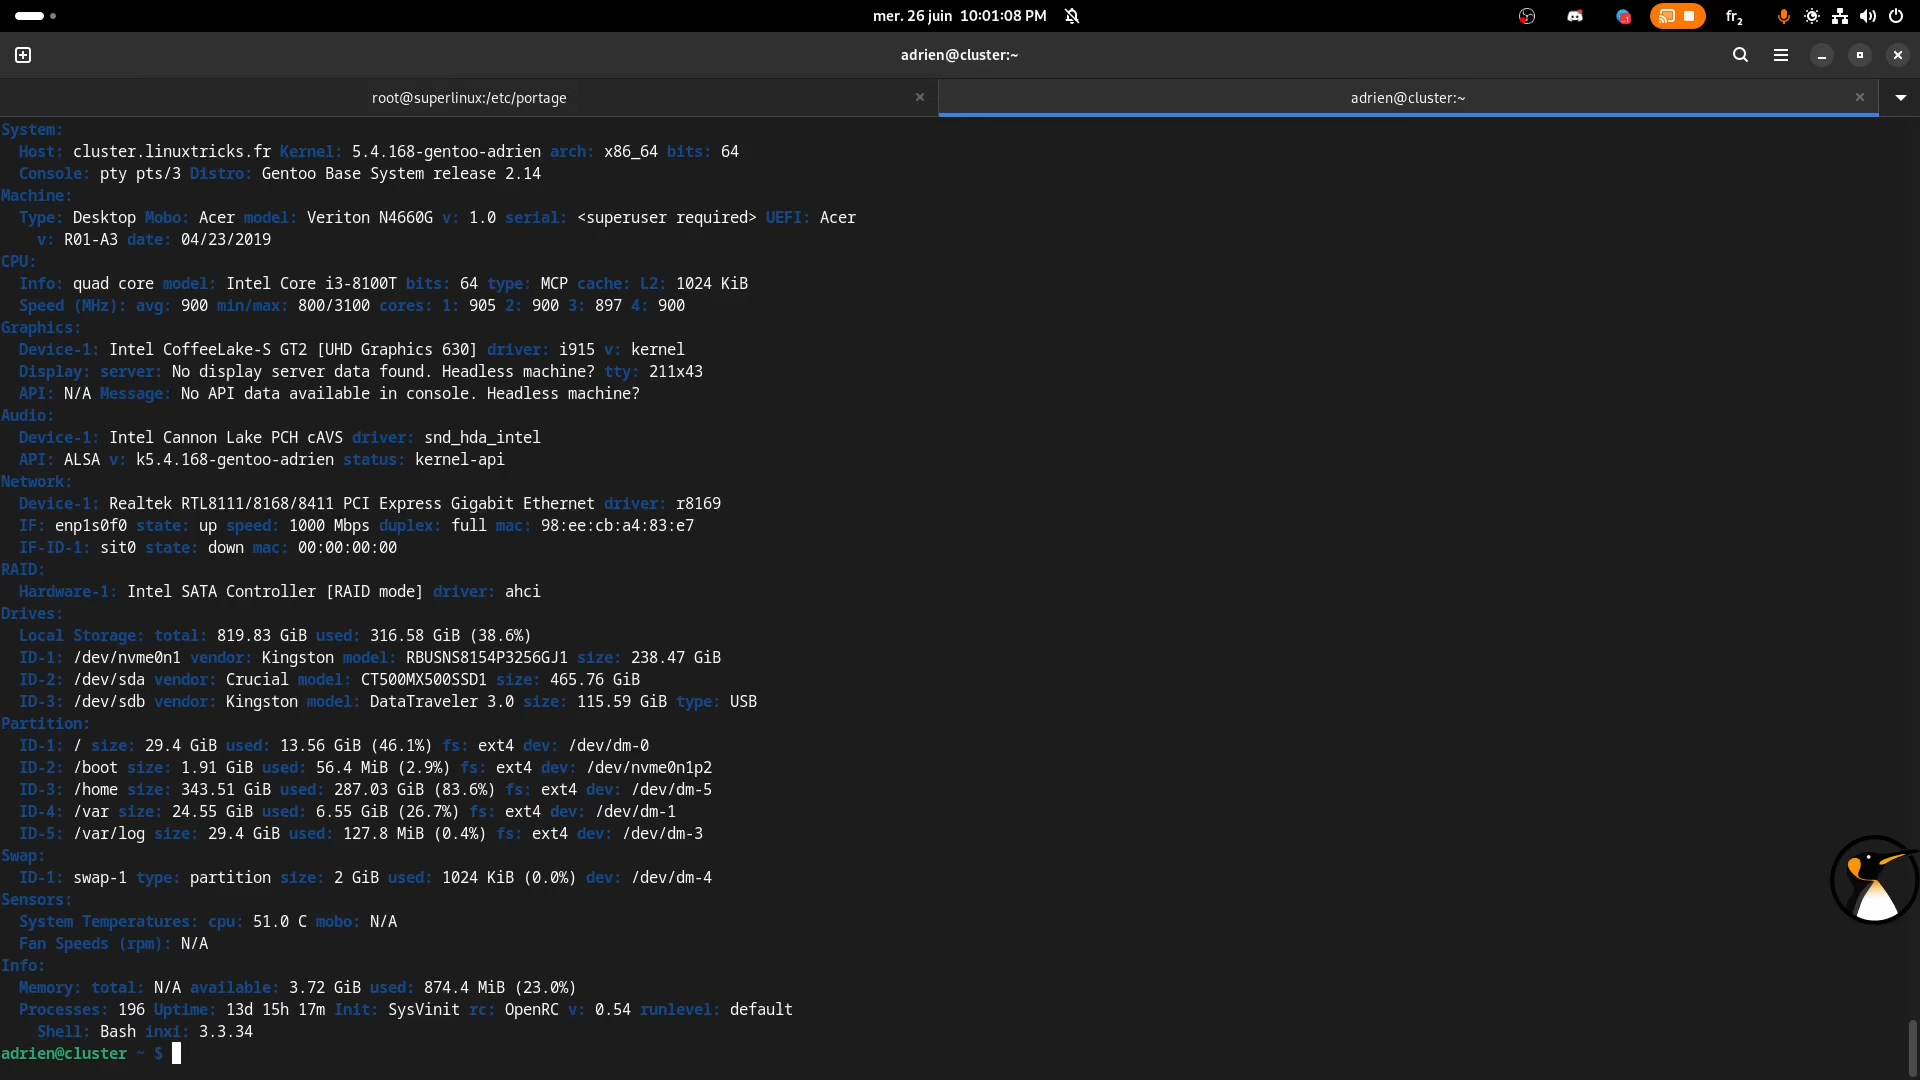 mer. 26 juin 10:01:08 PM
fr2
adrien@cluster:~
root@superlinux:/etc/portage
adrien@cluster:~
System:
Host: cluster.linuxtricks.fr Kernel: 5.4.168-gentoo-adrien arch: x86_64 bits: 64
Console: pty pts/3 Distro: Gentoo Base System release 2.14
Machine:
Type: Desktop Mobo: Acer model: Veriton N4660G v: 1.0 serial: <superuser required> UEFI: Acer
v: R01-A3 date: 04/23/2019
CPU:
Info: quad core model: Intel Core i3-8100T bits: 64 type: MCP cache: L2: 1024 KiB
Speed (MHz): avg: 900 min/max: 800/3100 cores: 1: 905 2: 900 3: 897 4: 900
Graphics:
Device-1: Intel CoffeeLake-S GT2 [UHD Graphics 630] driver: i915 v: kernel
Display: server: No display server data found. Headless machine? tty: 211x43
API: N/A Message: No API data available in console. Headless machine?
Audio:
Device-1: Intel Cannon Lake PCH cAVS driver: snd_hda_intel
API: ALSA v: k5.4.168-gentoo-adrien status: kernel-api
Network:
Device-1: Realtek RTL8111/8168/8411 PCI Express Gigabit Ethernet driver: r8169
IF: enp1s0f0 state: up speed: 1000 Mbps duplex: full mac: 98:ee:cb:a4:83:e7
IF-ID-1: sit0 state: down mac: 00:00:00:00
RAID:
Hardware-1: Intel SATA Controller [RAID mode] driver: ahci
Drives:
Local Storage: total: 819.83 GiB used: 316.58 GiB (38.6%)
ID-1: /dev/nvme0n1 vendor: Kingston model: RBUSNS8154P3256GJ1 size: 238.47 GiB
ID-2: /dev/sda vendor: Crucial model: CT500MX500SSD1 size: 465.76 GiB
ID-3: /dev/sdb vendor: Kingston model: DataTraveler 3.0 size: 115.59 GiB type: USB
Partition:
ID-1: / size: 29.4 GiB used: 13.56 GiB (46.1%) fs: ext4 dev: /dev/dm-0
ID-2: /boot size: 1.91 GiB used: 56.4 MiB (2.9%) fs: ext4 dev: /dev/nvme0n1p2
ID-3: /home size: 343.51 GiB used: 287.03 GiB (83.6%) fs: ext4 dev: /dev/dm-5
ID-4: /var size: 24.55 GiB used: 6.55 GiB (26.7%) fs: ext4 dev: /dev/dm-1
ID-5: /var/log size: 29.4 GiB used: 127.8 MiB (0.4%) fs: ext4 dev: /dev/dm-3
Swap:
ID-1: swap-1 type: partition size: 2 GiB used: 1024 KiB (0.0%) dev: /dev/dm-4
Sensors:
System Temperatures: cpu: 51.0 C mobo: N/A
Fan Speeds (rpm): N/A
Info:
Memory: total: N/A available: 3.72 GiB used: 874.4 MiB (23.0%)
Processes: 196 Uptime: 13d 15h 17m Init: SysVinit rc: OpenRC v: 0.54 runlevel: default
Shell: Bash inxi: 3.3.34
adrien@cluster ~ $